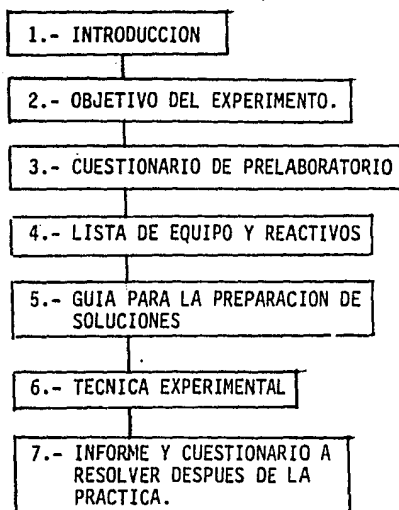 1.- INTRODUCCION
2.- OBJETIVO DEL EXPERIMENTO.
3.- CUESTIONARIO DE PRELABORATORIO
4.- LISTA DE EQUIPO Y REACTIVOS
5.- GUIA PARA LA PREPARACION DE
SOLUCIONES
6.- TECNICA EXPERIMENTAL
7.- INFORME Y CUESTIONARIO A
RESOLVER DESPUES DE LA
PRACTICA.